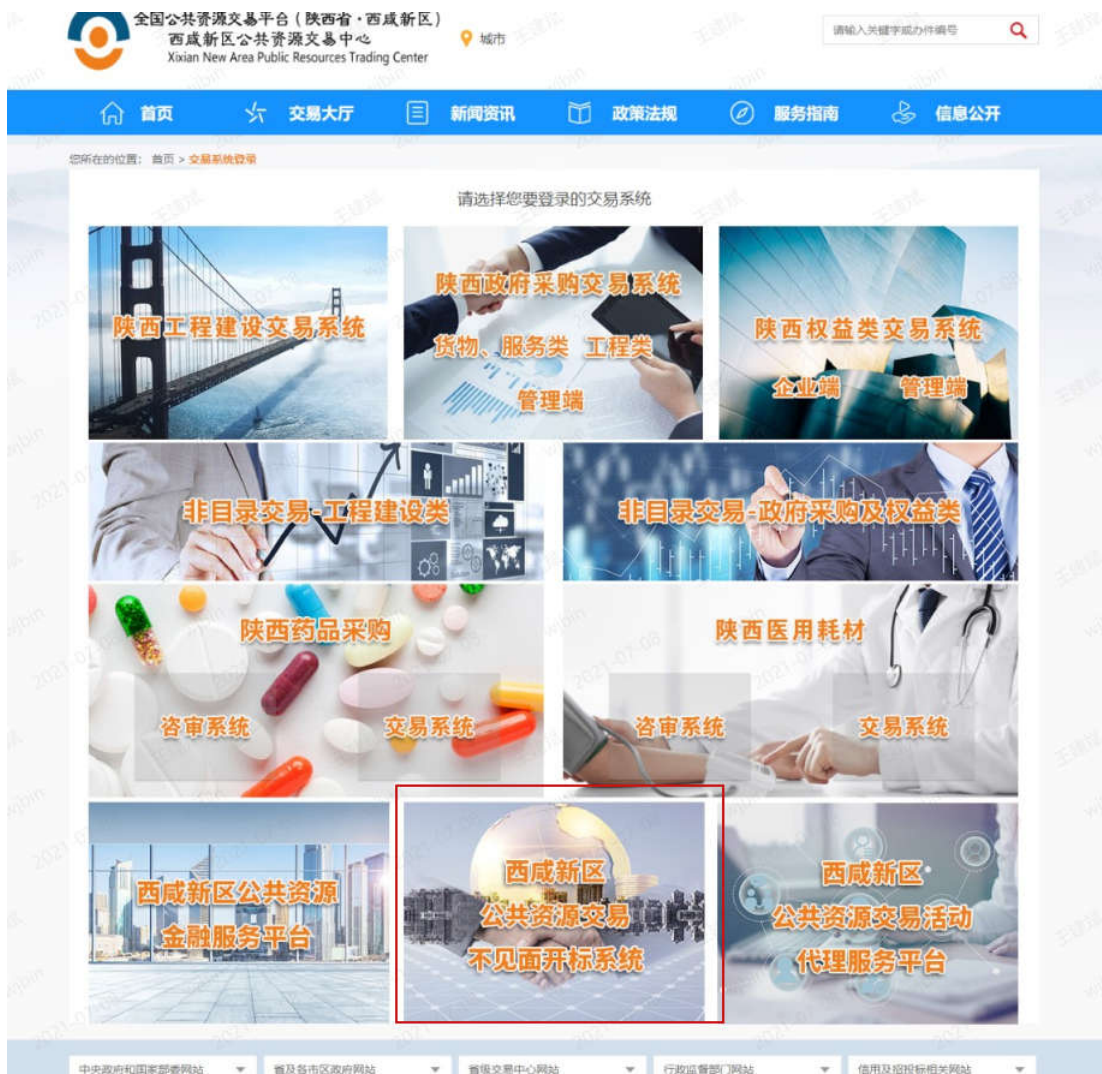 全国公共资源交易平台（陕西省·西咸新区）
西咸新区公共资源交易中心
Xixian New Area Public Resources Trading Center
城市
请输入关键字或办件编号
首页 交易大厅 新闻资讯 政策法规 服务指南 信息公开
您所在的位置： 首页 > 交易系统登录
请选择您要登录的交易系统
陕西工程建设交易系统
陕西政府采购交易系统
货物、服务类 工程类
管理端
陕西权益类交易系统
企业端 管理端
非目录交易-工程建设类
非目录交易-政府采购及权益类
陕西药品采购
咨审系统 交易系统
陕西医用耗材
咨审系统 交易系统
西咸新区公共资源
金融服务平台
西咸新区
公共资源交易
不见面开标系统
西咸新区
公共资源交易活动
代理服务平台
中央政府和国家部委网站 省及各市区政府网站 省级交易中心网站 行政监督部门网站 信用及招投标相关网站
王建斌
wjbin
2021-07-08